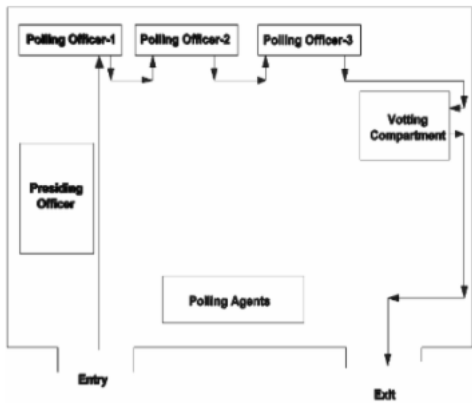 Polling Officer-1
Polling Officer-2
Polling Officer-3
Votting
Compartment
Presiding
Officer
Polling Agents
Entry
Exit